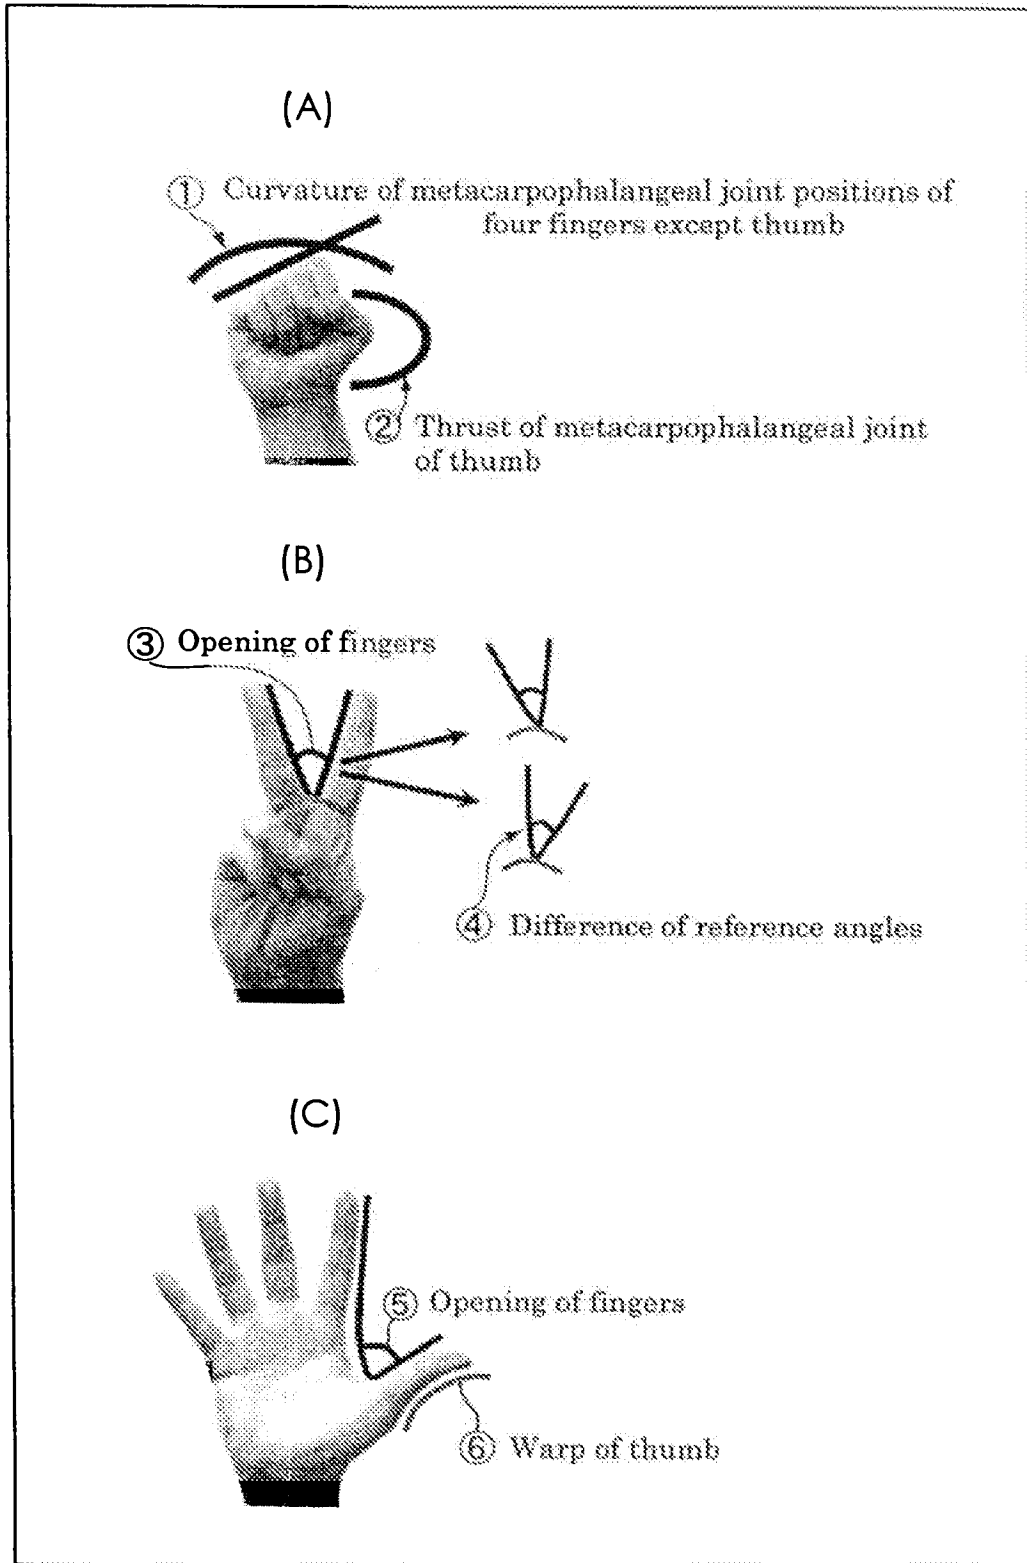 (A)
① Curvature of metacarpophalangeal joint positions of
four fingers except thumb
② Thrust of metacarpophalangeal joint
of thumb
(B)
③ Opening of fingers
④ Difference of reference angles
(C)
⑤ Opening of fingers
⑥ Warp of thumb